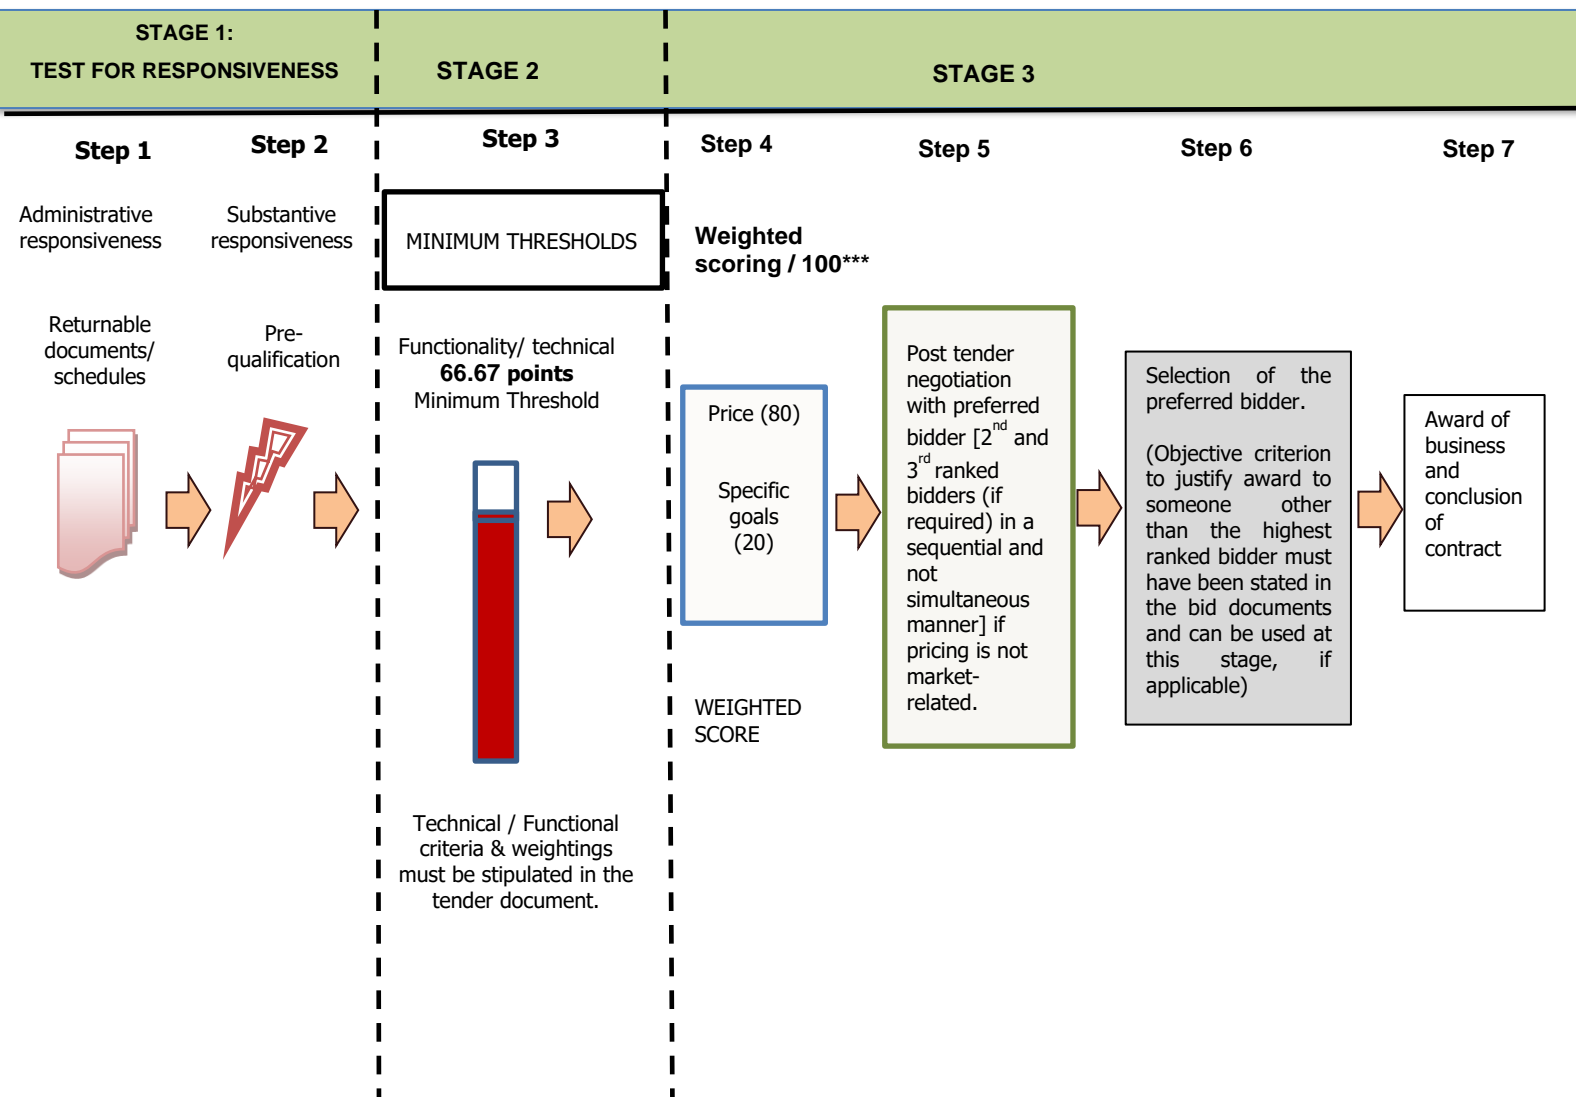 STAGE 1:
TEST FOR RESPONSIVENESS
STAGE 2
STAGE 3
Step 1
Step 2
Step 3
Step 4
Step 5
Step 6
Step 7
Administrative
responsiveness
Substantive
responsiveness
MINIMUM THRESHOLDS
Weighted
scoring / 100***
Returnable
documents/
schedules
Pre-
qualification
Functionality/ technical
66.67 points
Minimum Threshold
Technical / Functional
criteria & weightings
must be stipulated in the
tender document.
Price (80)
Specific
goals
(20)
WEIGHTED
SCORE
Post tender
negotiation
with preferred
bidder [2nd and
3rd ranked
bidders (if
required) in a
sequential and
not
simultaneous
manner] if
pricing is not
market-
related.
Selection of the
preferred bidder.
(Objective criterion
to justify award to
someone other
than the highest
ranked bidder must
have been stated in
the bid documents
and can be used at
this stage, if
applicable)
Award of
business
and
conclusion
of
contract